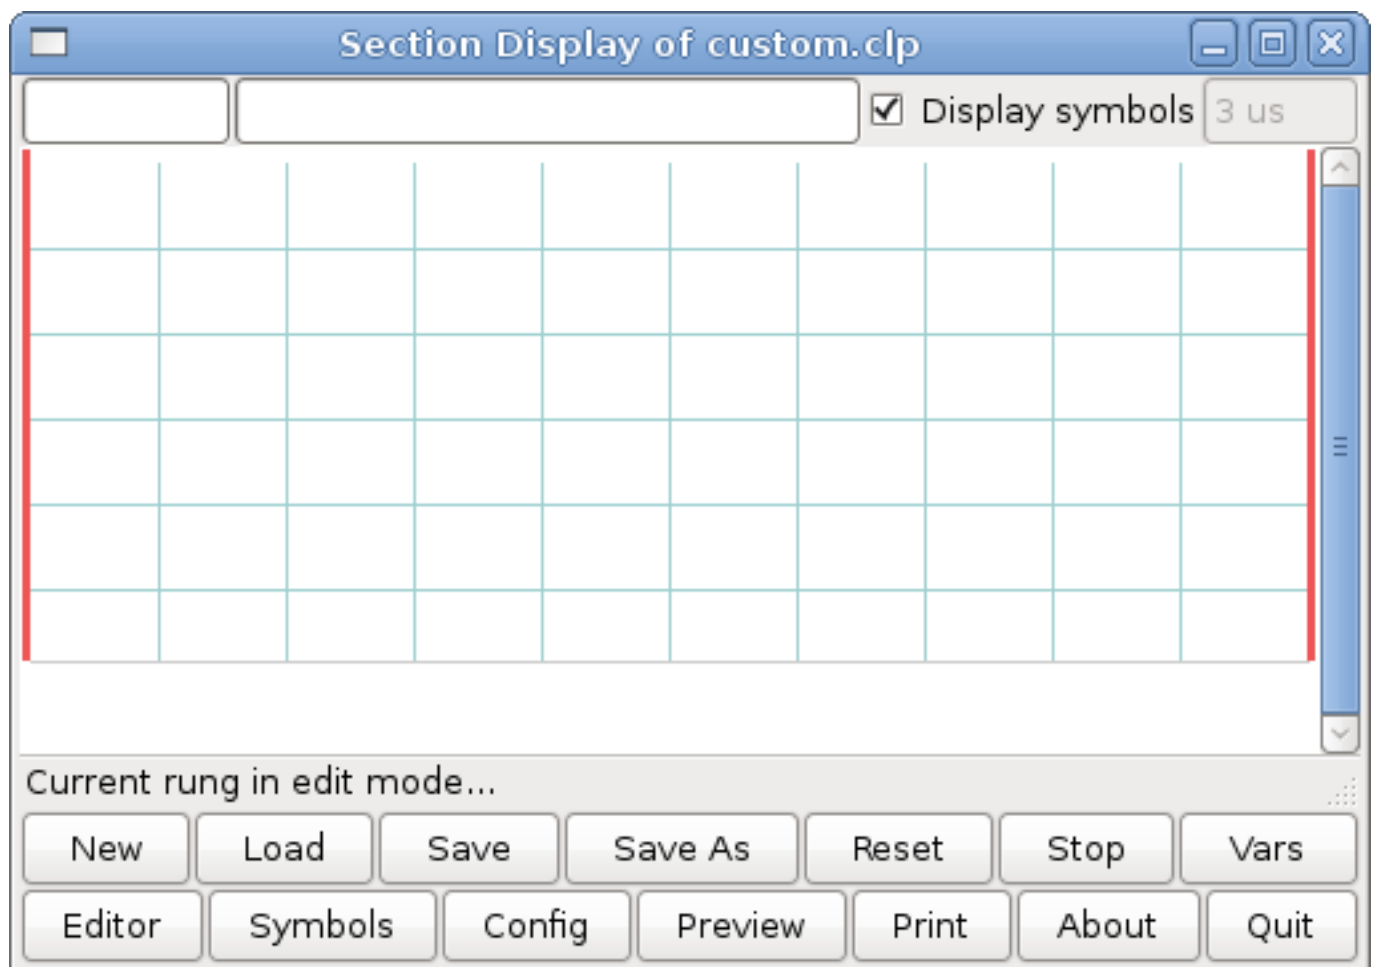 Section Display of custom.clp
Display symbols 3 us
Current rung in edit mode...
New Load Save Save As Reset Stop Vars
Editor Symbols Config Preview Print About Quit